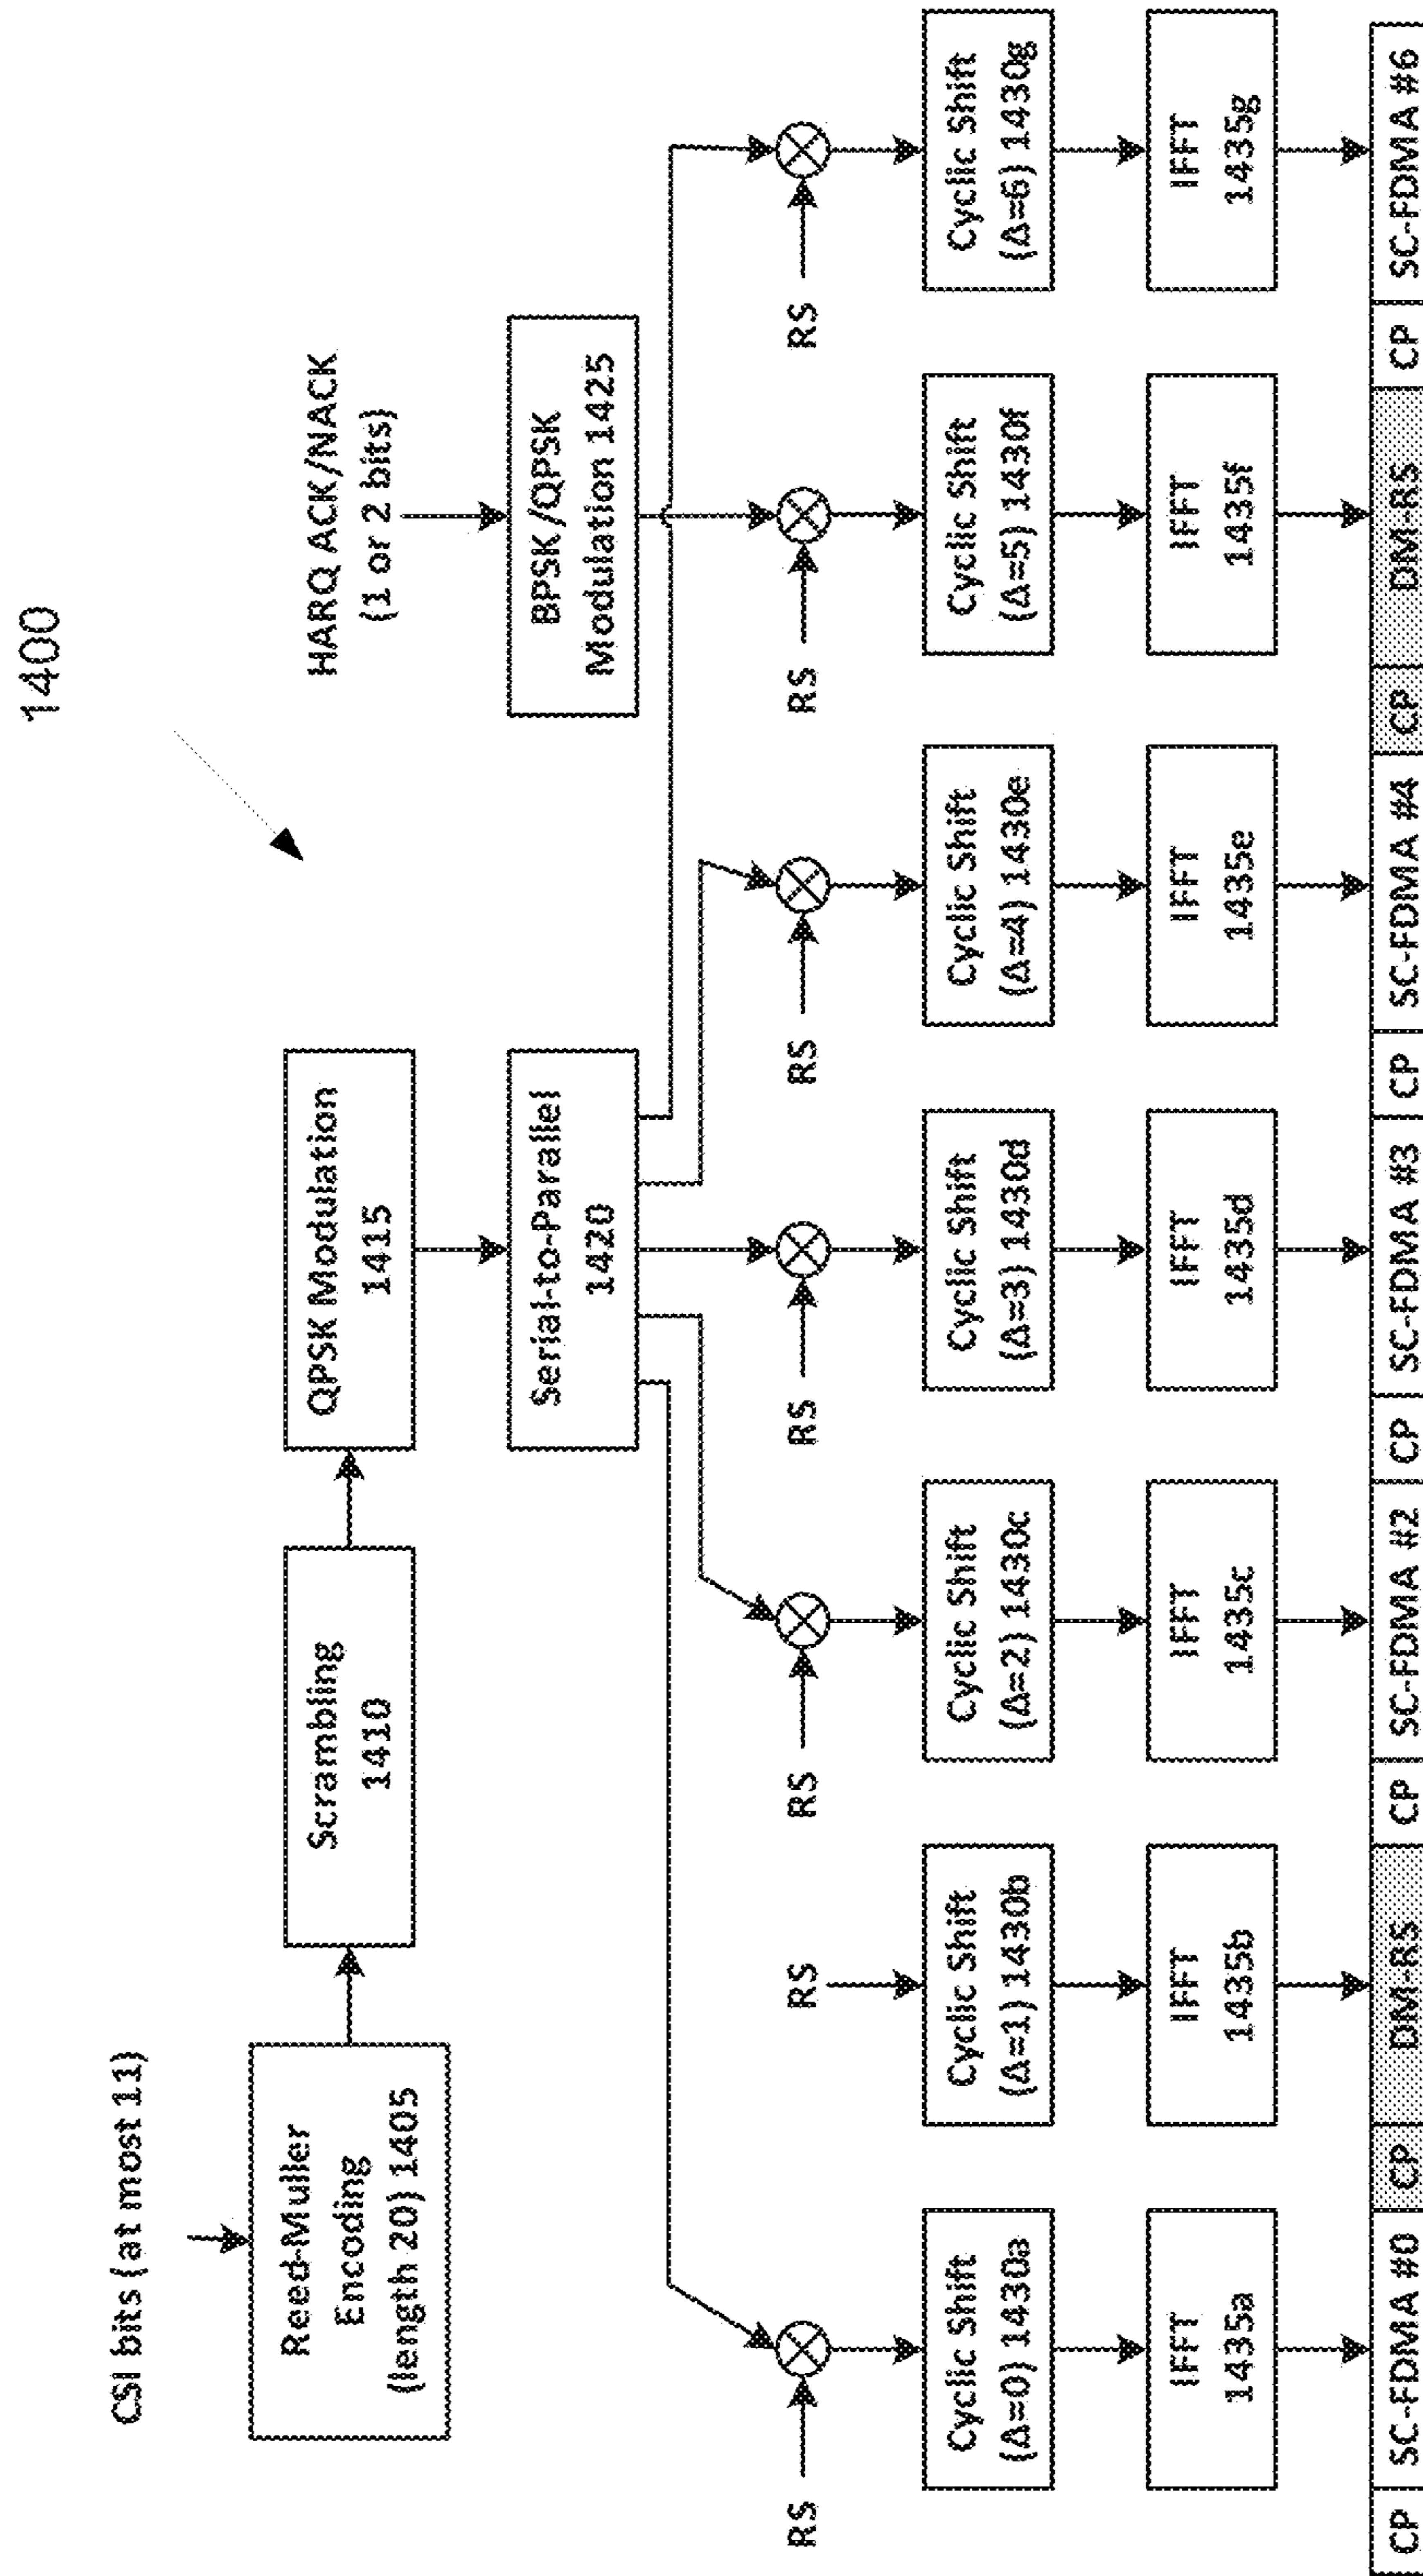 1400
CSI bits (at most 11)
Reed-Muller
Encoding
(length 20) 1405
Scrambling
1410
QPSK Modulation
1415
Serial-to-Parallel
1420
HARQ ACK/NACK
(1 or 2 bits)
BPSK/QPSK
Modulation 1425
RS
RS
RS
RS
RS
RS
RS
Cyclic Shift
(Δ=0) 1430a
Cyclic Shift
(Δ=1) 1430b
Cyclic Shift
(Δ=2) 1430c
Cyclic Shift
(Δ=3) 1430d
Cyclic Shift
(Δ=4) 1430e
Cyclic Shift
(Δ=5) 1430f
Cyclic Shift
(Δ=6) 1430g
IFFT
1435a
IFFT
1435b
IFFT
1435c
IFFT
1435d
IFFT
1435e
IFFT
1435f
IFFT
1435g
CP SC-FDMA #0 CP DM-RS CP SC-FDMA #2 CP SC-FDMA #3 CP SC-FDMA #4 CP DM-RS CP SC-FDMA #6